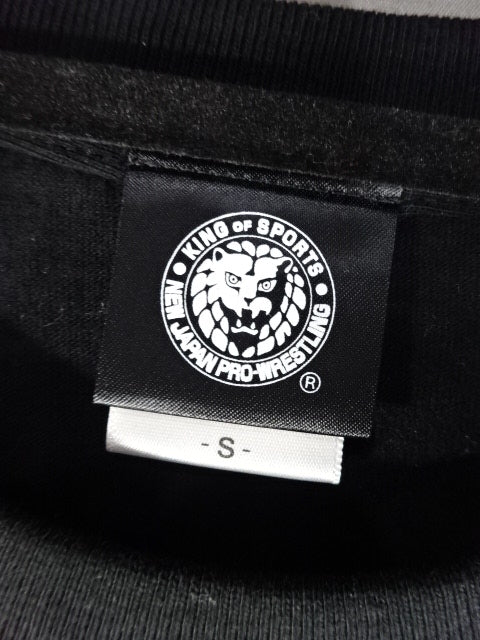 KING OF SPORTS
NEW JAPAN PRO-WRESTLING
®
- S -